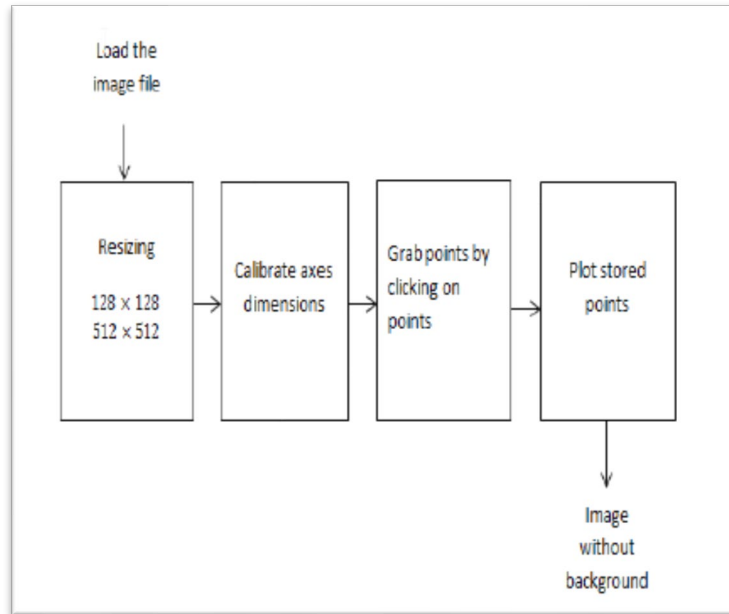 Load the
image file
Resizing
128 × 128
512 × 512
Calibrate axes
dimensions
Grab points by
clicking on
points
Plot stored
points
Image
without
background